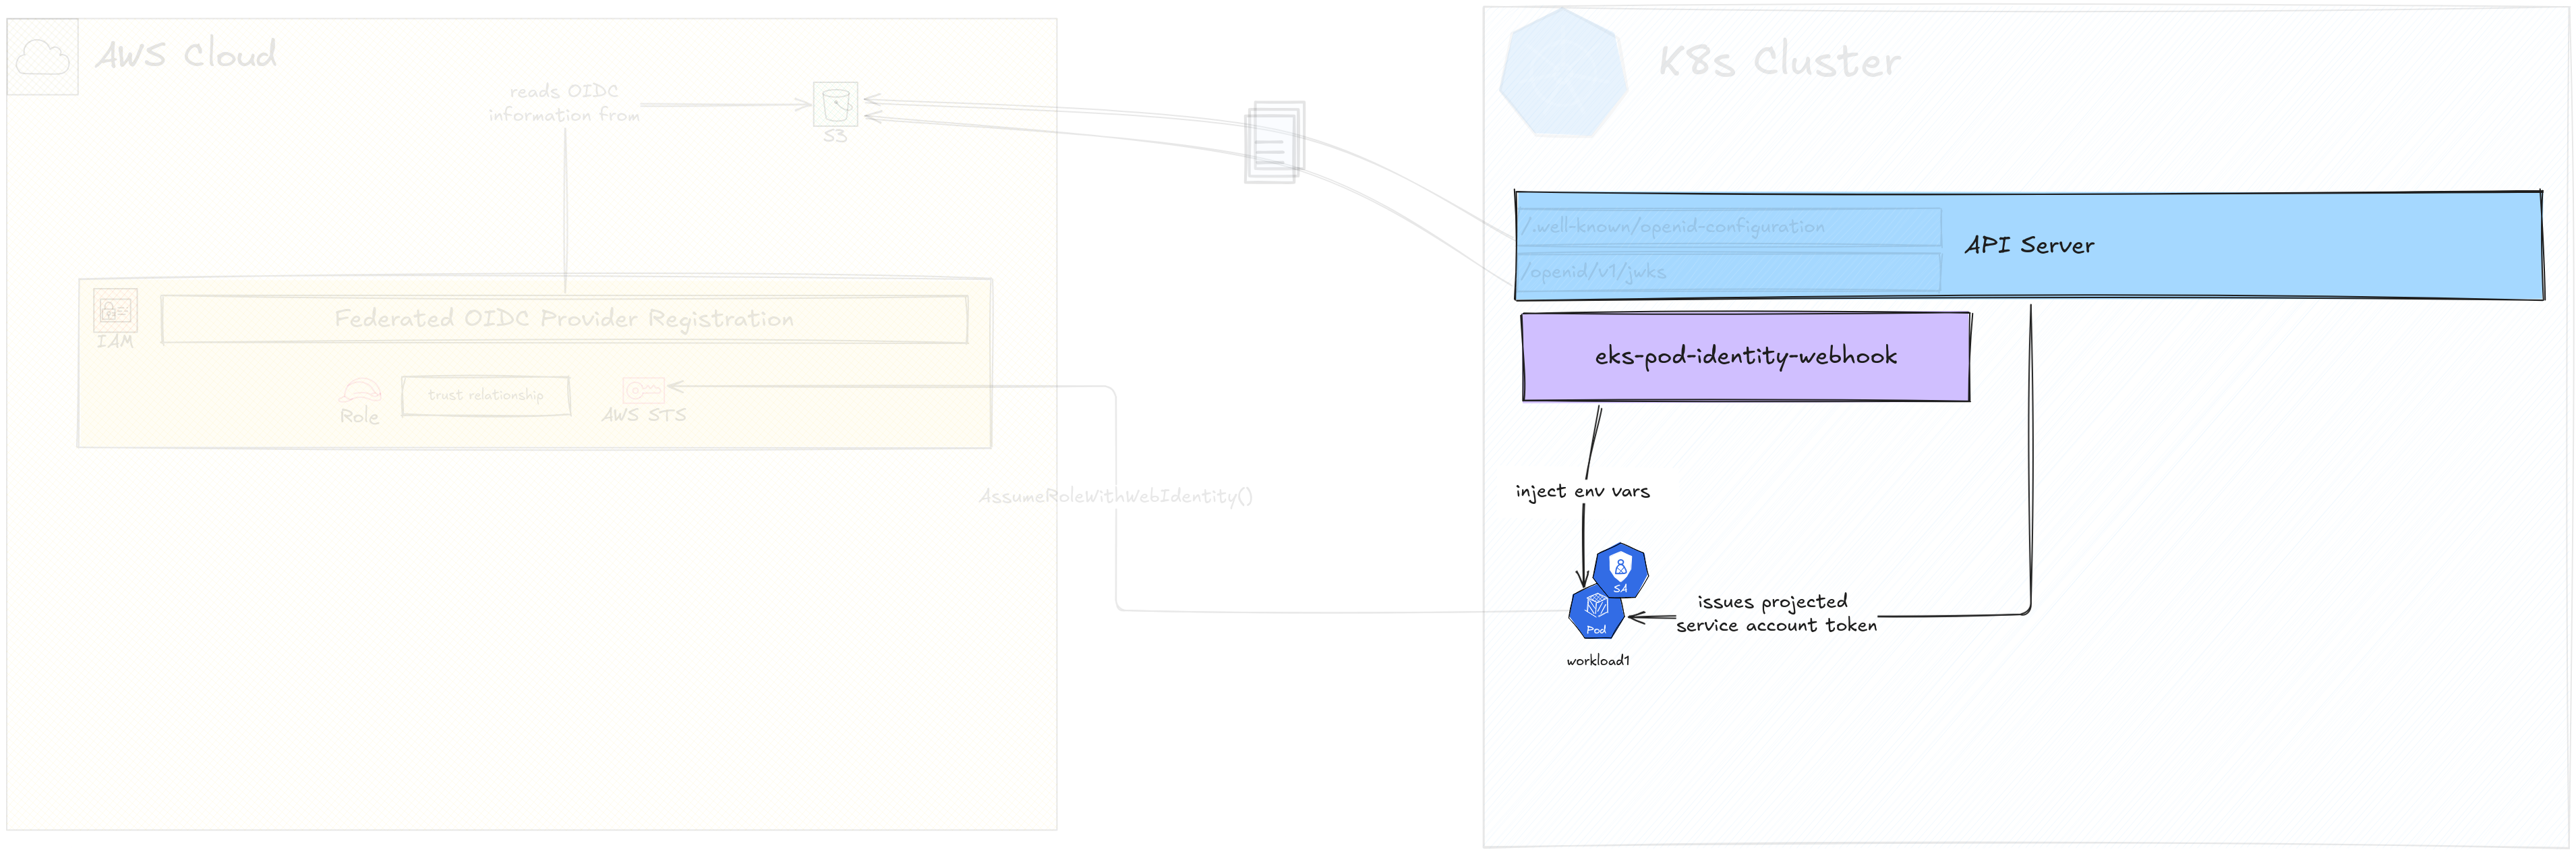 AWS Cloud
reads OIDC
information from
S3
Federated OIDC Provider Registration
IAM
Role
trust relationship
AWS STS
AssumeRoleWithWebIdentity()
K8s Cluster
/.well-known/openid-configuration
/openid/v1/jwks
API Server
eks-pod-identity-webhook
inject env vars
SA
Pod
workload1
issues projected
service account token